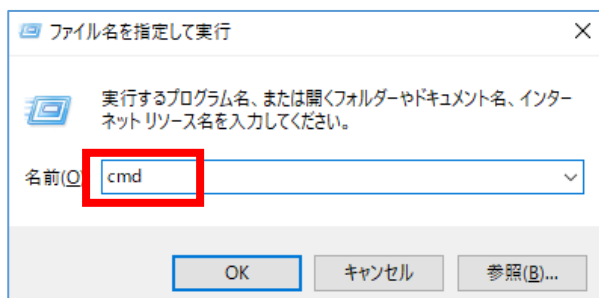 ファイル名を指定して実行
実行するプログラム名、または開くフォルダーやドキュメント名、インター
ネット リソース名を入力してください。
名前(O cmd
OK キャンセル 参照(B)...